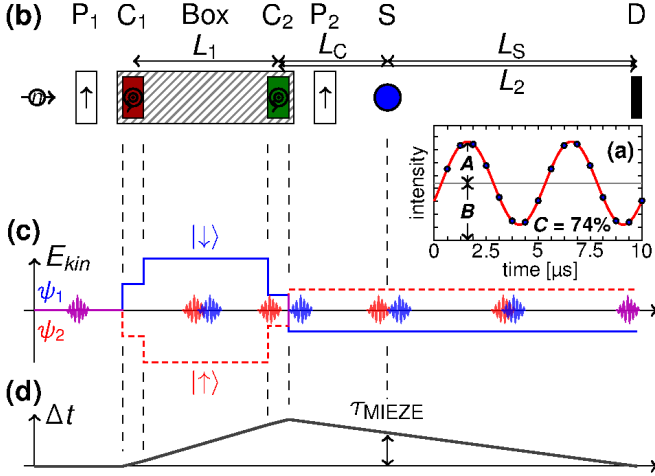 (b) P1 C1 Box C2 P2 S D
L1 LC LS
L2
n
(a)
A
B
C = 74%
intensity
0 2.5 5 7.5 10
time [µs]
(c)
Ekin
|↓⟩
ψ1
ψ2
|↑⟩
(d)
Δt
τMIEZE